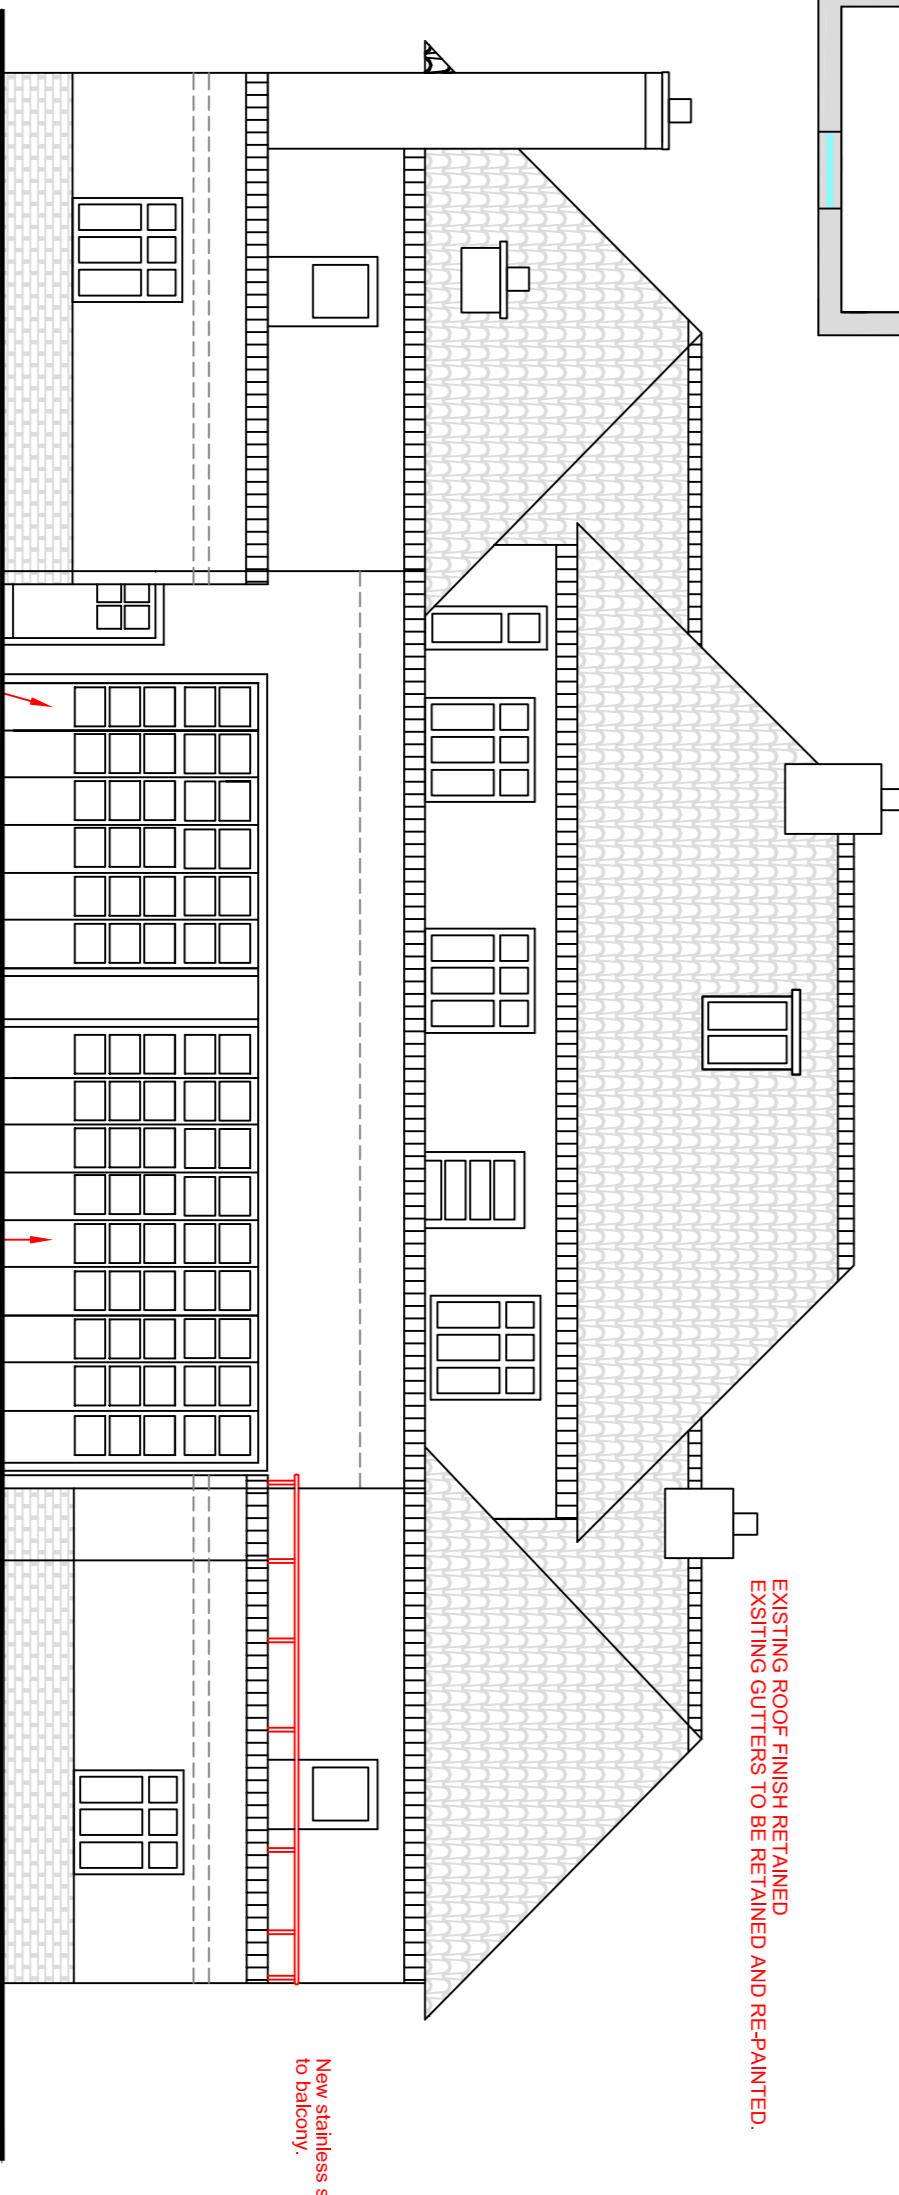 EXISTING ROOF FINISH RETAINED
EXSITING GUTTERS TO BE RETAINED AND RE-PAINTED.
New stainless
to balcony.